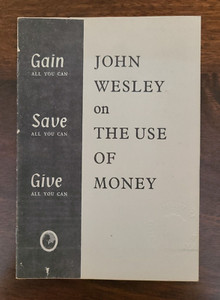 Gain
ALL YOU CAN
Save
ALL YOU CAN
Give
ALL YOU CAN
JOHN
WESLEY
on
THE USE
OF
MONEY